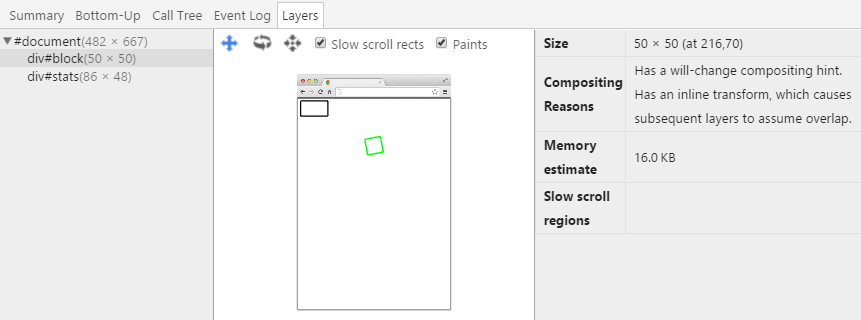 Summary Bottom-Up Call Tree Event Log Layers
#document(482 × 667)
div#block(50 × 50)
div#stats(86 × 48)
Slow scroll rects Paints
Size 50 × 50 (at 216,70)
Compositing Reasons
Has a will-change compositing hint.
Has an inline transform, which causes
subsequent layers to assume overlap.
Memory
estimate
16.0 KB
Slow scroll
regions